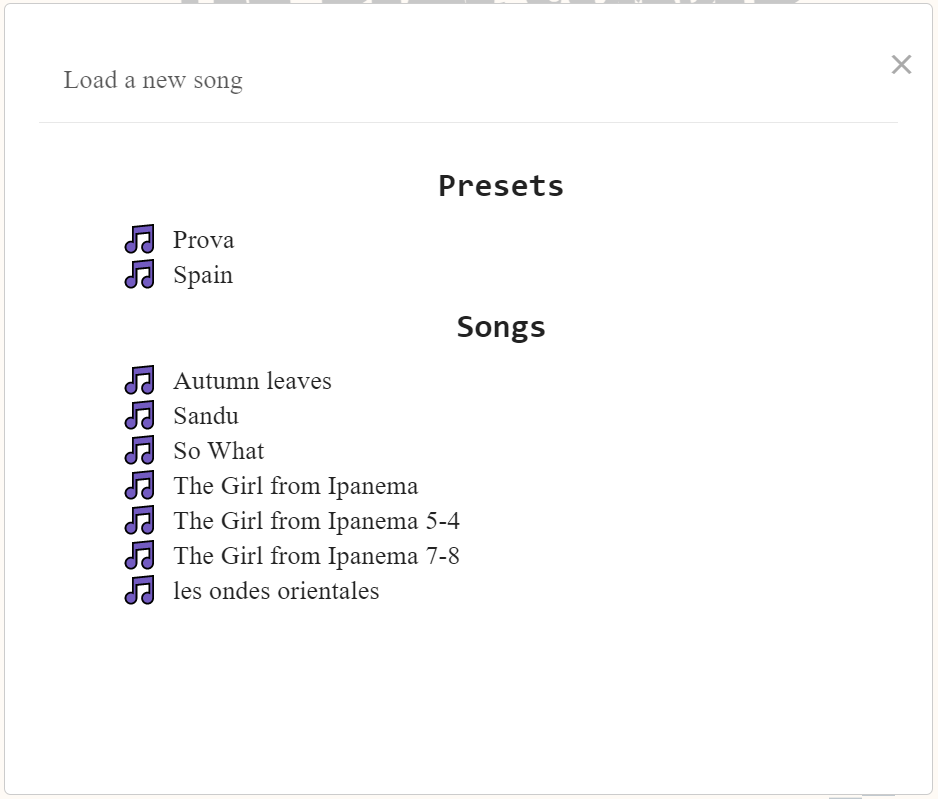 Load a new song
Presets
Prova
Spain
Songs
Autumn leaves
Sandu
So What
The Girl from Ipanema
The Girl from Ipanema 5-4
The Girl from Ipanema 7-8
les ondes orientales